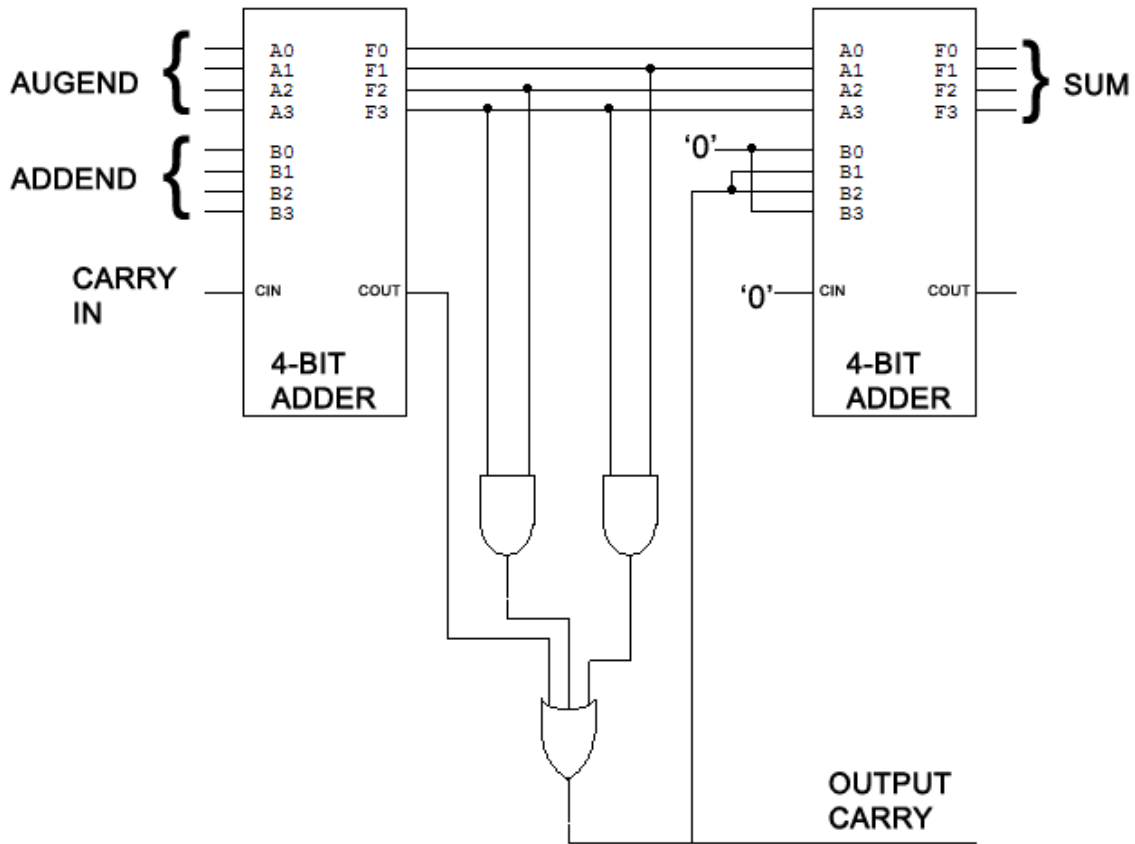 AUGEND
ADDEND
CARRY
IN
A0 F0
A1 F1
A2 F2
A3 F3
B0
B1
B2
B3
CIN COUT
4-BIT
ADDER
'0'
'0'
A0 F0
A1 F1
A2 F2
A3 F3
B0
B1
B2
B3
CIN COUT
4-BIT
ADDER
SUM
OUTPUT
CARRY